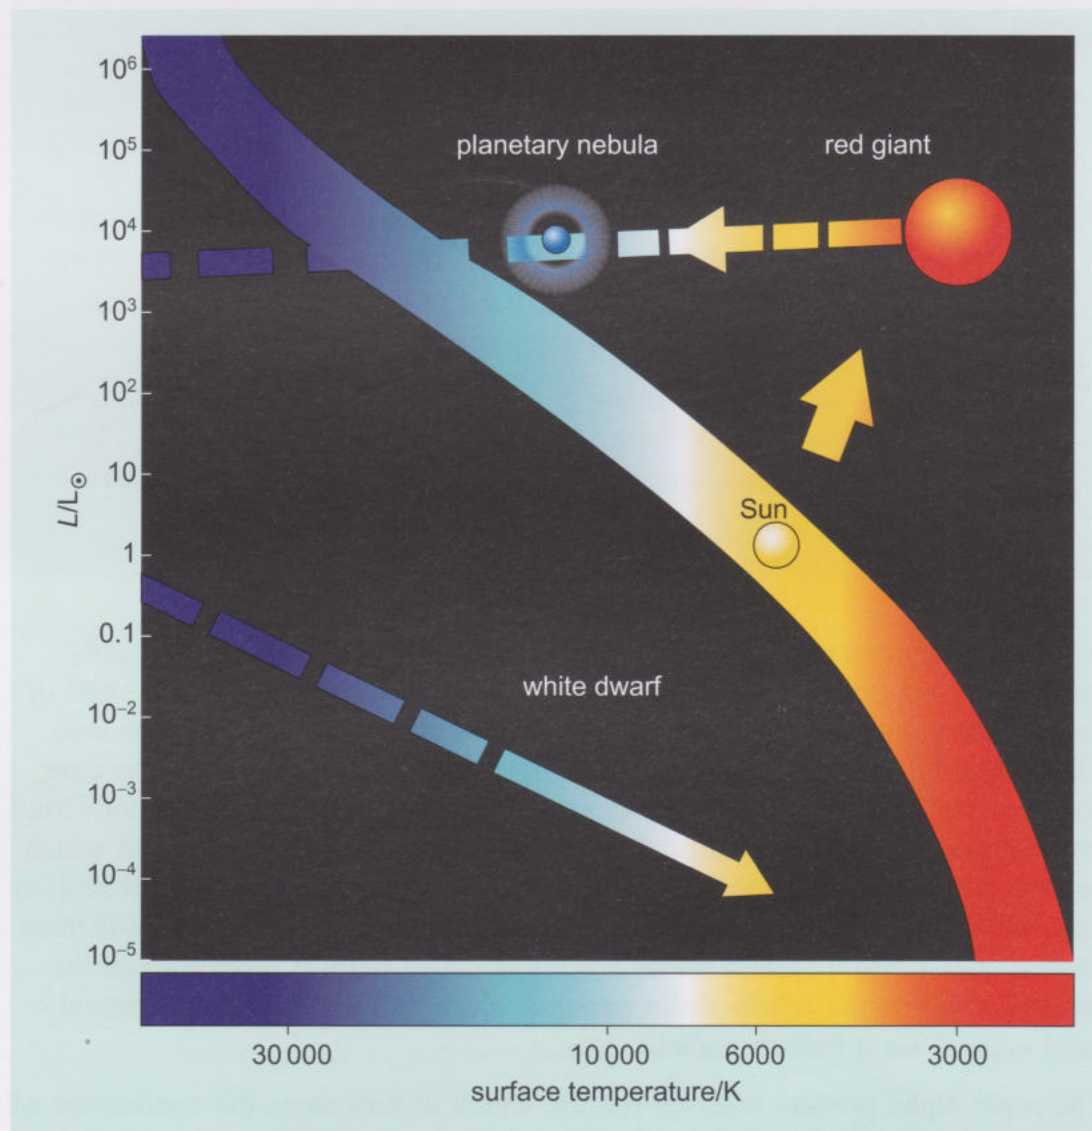 10⁶
planetary nebula red giant
10⁵
10⁴
10³
10²
10
L/L☉
Sun
1
0.1
white dwarf
10⁻²
10⁻³
10⁻⁴
10⁻⁵
30 000 10 000 6000 3000
surface temperature/K